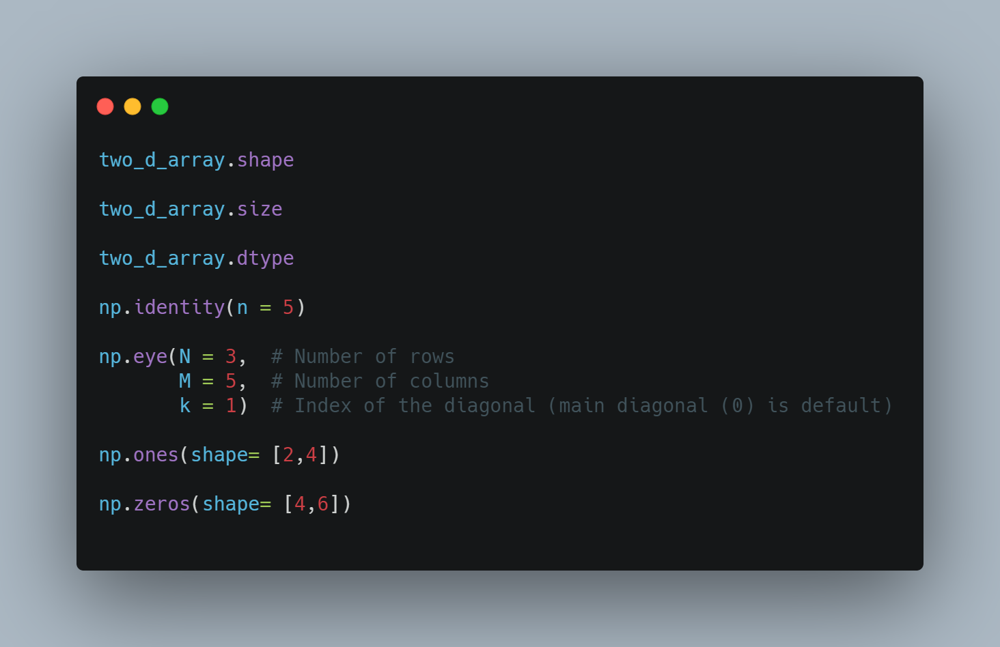 two_d_array.shape
two_d_array.size
two_d_array.dtype
np.identity(n = 5)
np.eye(N = 3,  # Number of rows
       M = 5,  # Number of columns
       k = 1)  # Index of the diagonal (main diagonal (0) is default)
np.ones(shape= [2,4])
np.zeros(shape= [4,6])